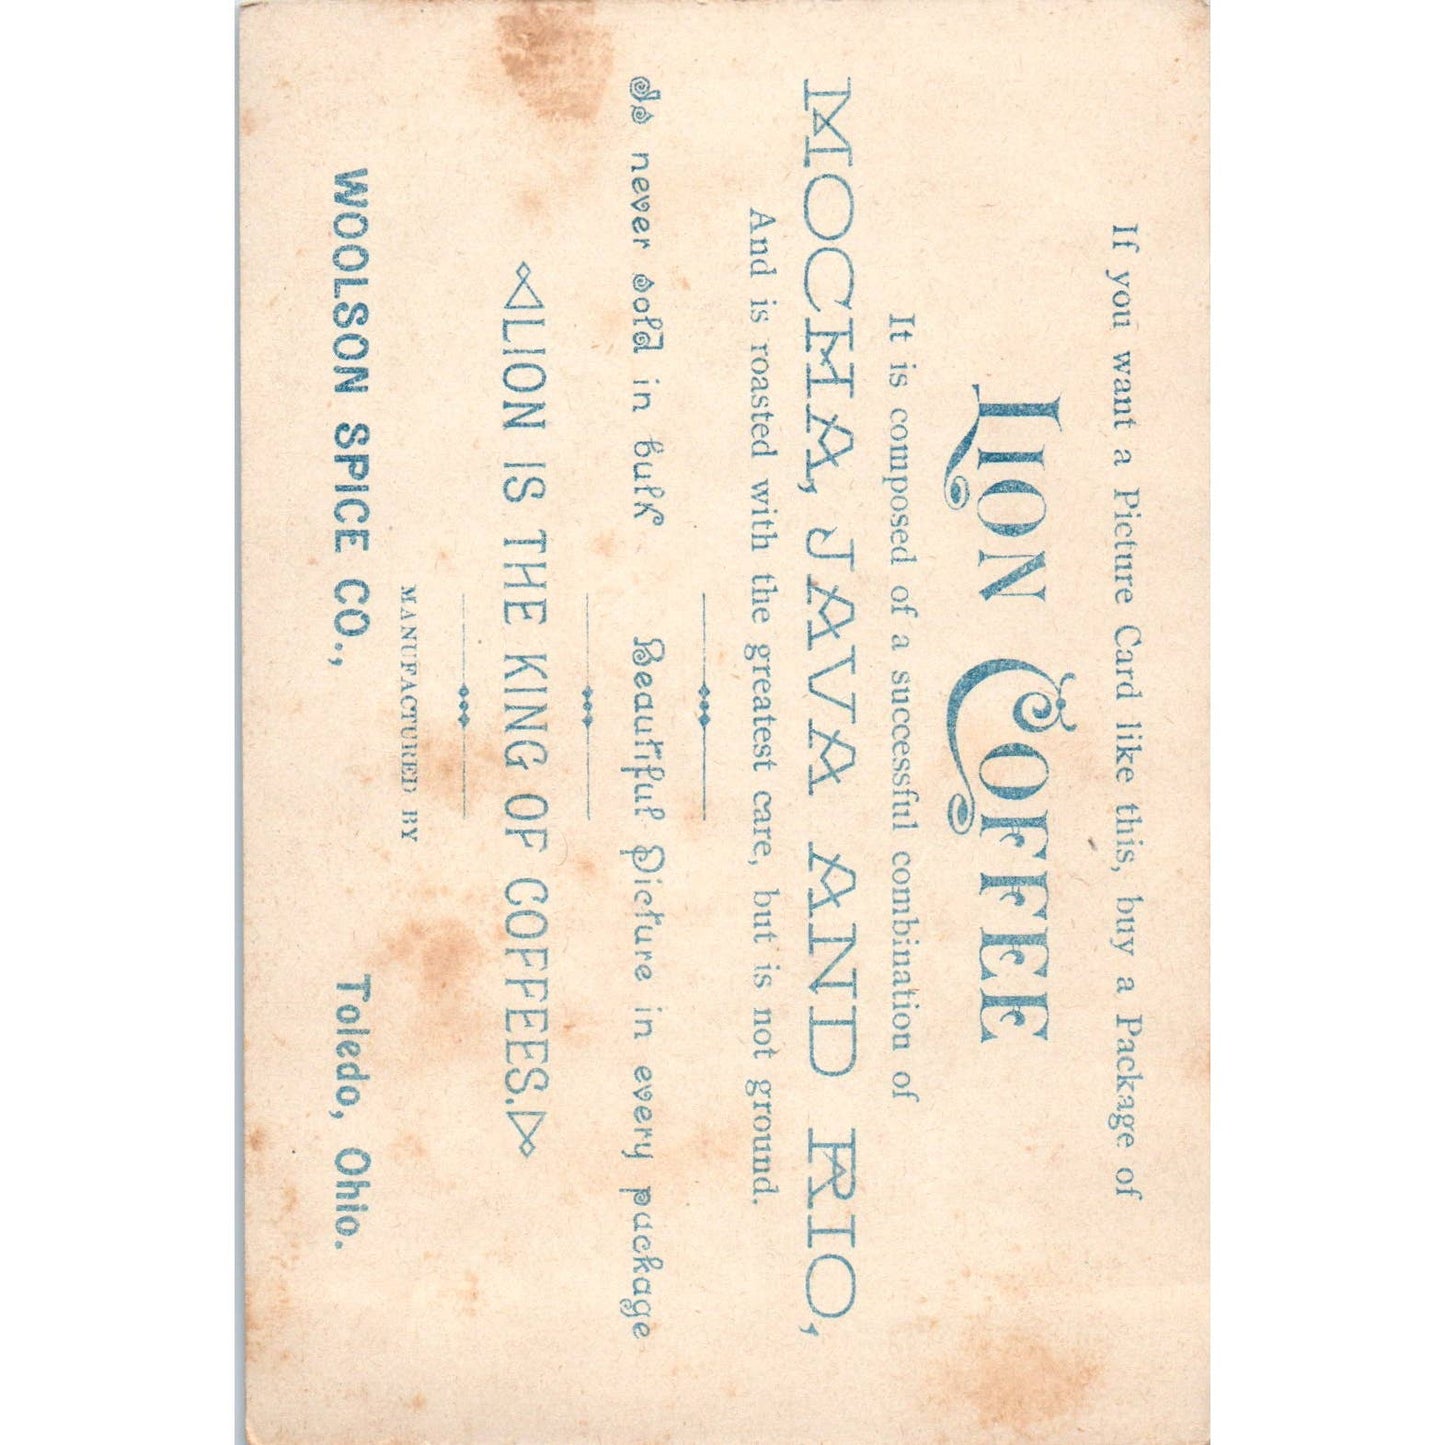 If you want a Picture Card like this, buy a Package of
LION COFFEE
It is composed of a successful combination of
MOCHA, JAVA AND RIO,
And is roasted with the greatest care, but is not ground.
Is never sold in bulk Beautiful Picture in every package
LION IS THE KING OF COFFEES.
MANUFACTURED BY
WOOLSON SPICE CO., Toledo, Ohio.